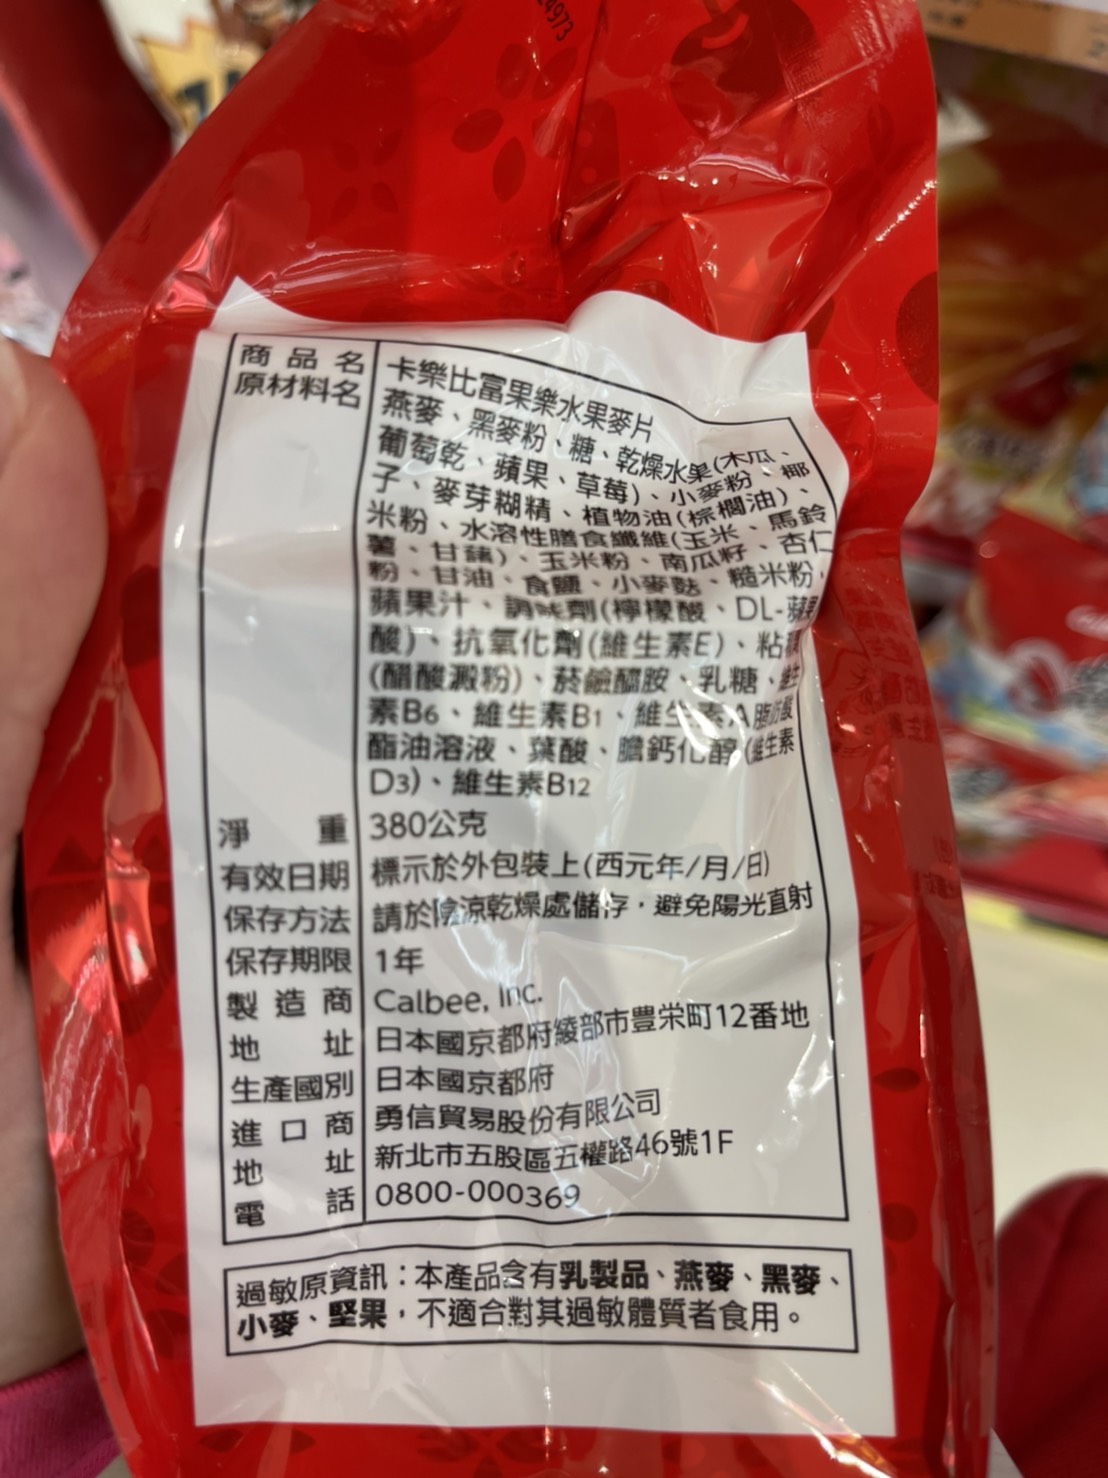 24973
商品名 卡樂比富果樂水果麥片
原材料名 燕麥、黑麥粉、糖、乾燥水果(木瓜、
葡萄乾、蘋果、草莓)、小麥粉、椰
子、麥芽糊精、植物油(棕櫚油)、
米粉、水溶性膳食纖維(玉米、馬鈴
薯、甘藷)、玉米粉、南瓜籽、杏仁
粉、甘油、食鹽、小麥麩、糙米粉,
蘋果汁、調味劑(檸檬酸、DL-蘋果
酸)、抗氧化劑(維生素E)、粘稠
(醋酸澱粉)、菸鹼醯胺、乳糖、維生
素B6、維生素B1、維生素A脂肪酸
酯油溶液、葉酸、膽鈣化醇(維生素
D3)、維生素B12
淨重 380公克
有效日期 標示於外包裝上(西元年/月/日)
保存方法 請於陰涼乾燥處儲存,避免陽光直射
保存期限 1年
製造商 Calbee, Inc.
地址 日本國京都府綾部市豊栄町12番地
生產國別 日本國京都府
進口商 勇信貿易股份有限公司
地址 新北市五股區五權路46號1F
電話 0800-000369
過敏原資訊:本產品含有乳製品、燕麥、黑麥、
小麥、堅果,不適合對其過敏體質者食用。